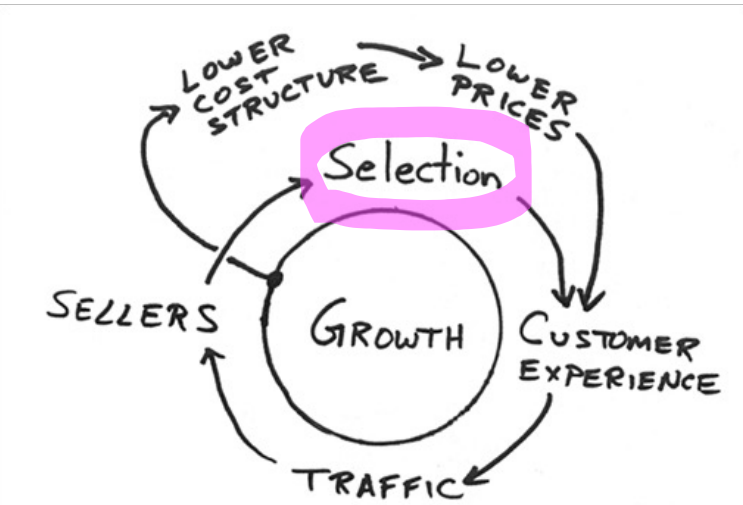 LOWER
COST
STRUCTURE
LOWER
PRICES
Selection
SELLERS
GROWTH
CUSTOMER
EXPERIENCE
TRAFFIC